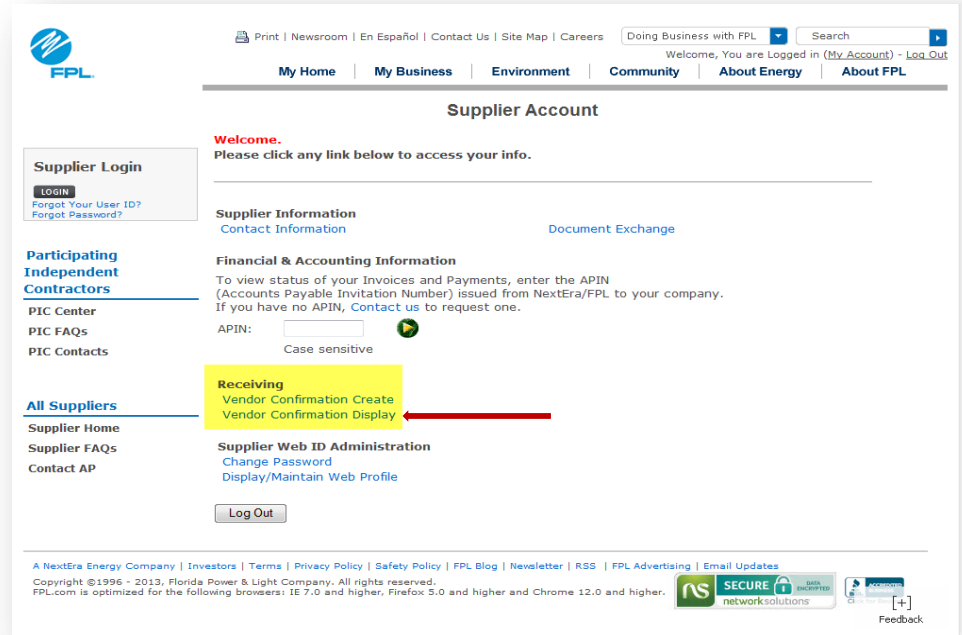 Print | Newsroom | En Español | Contact Us | Site Map | Careers
Doing Business with FPL
Search
Welcome, You are Logged in (My Account) - Log Out
FPL.
My Home | My Business | Environment | Community | About Energy | About FPL
Supplier Account
Welcome.
Please click any link below to access your info.
Supplier Login
LOGIN
Forgot Your User ID?
Forgot Password?
Participating
Independent
Contractors
PIC Center
PIC FAQs
PIC Contacts
All Suppliers
Supplier Home
Supplier FAQs
Contact AP
Supplier Information
Contact Information
Document Exchange
Financial & Accounting Information
To view status of your Invoices and Payments, enter the APIN
(Accounts Payable Invitation Number) issued from NextEra/FPL to your company.
If you have no APIN, Contact us to request one.
APIN:
Case sensitive
Receiving
Vendor Confirmation Create
Vendor Confirmation Display
Supplier Web ID Administration
Change Password
Display/Maintain Web Profile
Log Out
A NextEra Energy Company | Investors | Terms | Privacy Policy | Safety Policy | FPL Blog | Newsletter | RSS | FPL Advertising | Email Updates
Copyright ©1996 - 2013, Florida Power & Light Company. All rights reserved.
FPL.com is optimized for the following browsers: IE 7.0 and higher, Firefox 5.0 and higher and Chrome 12.0 and higher.
SECURE
DATA
ENCRYPTED
networksolutions
ACCREDITED
BUSINESS
[+]
Feedback